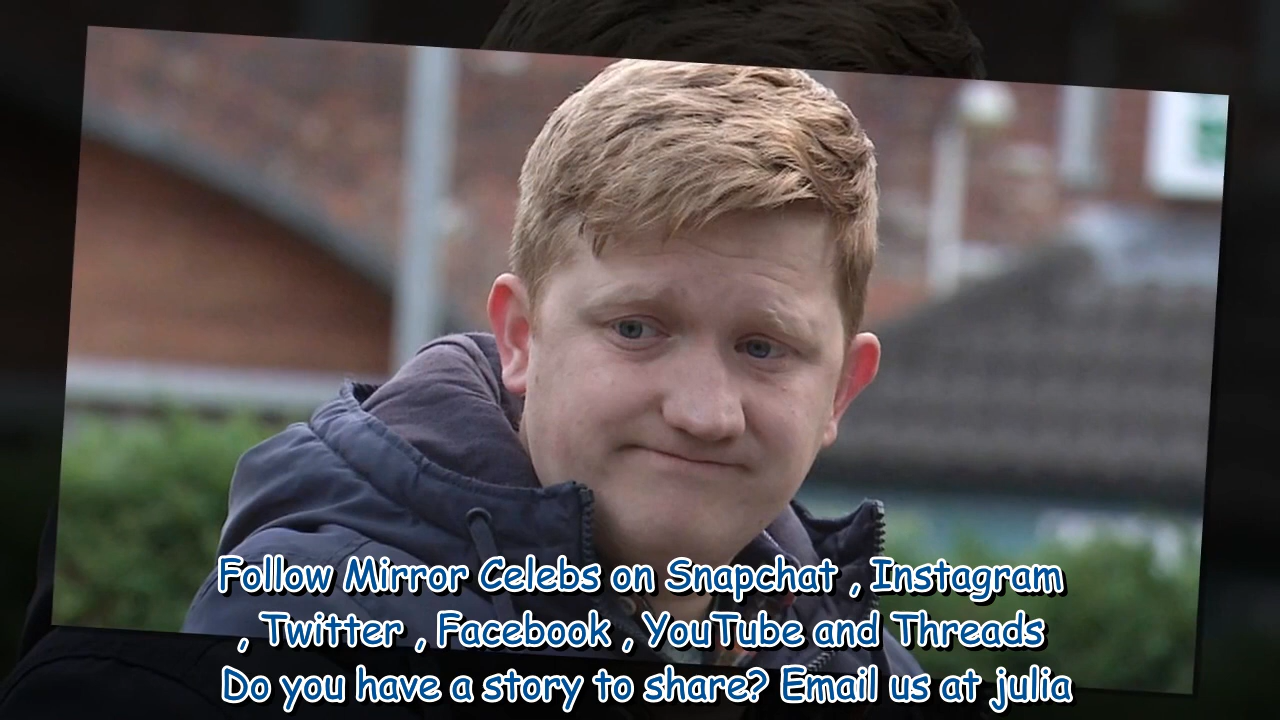 Follow Mirror Celebs on Snapchat , Instagram
, Twitter , Facebook , YouTube and Threads
Do you have a story to share? Email us at julia